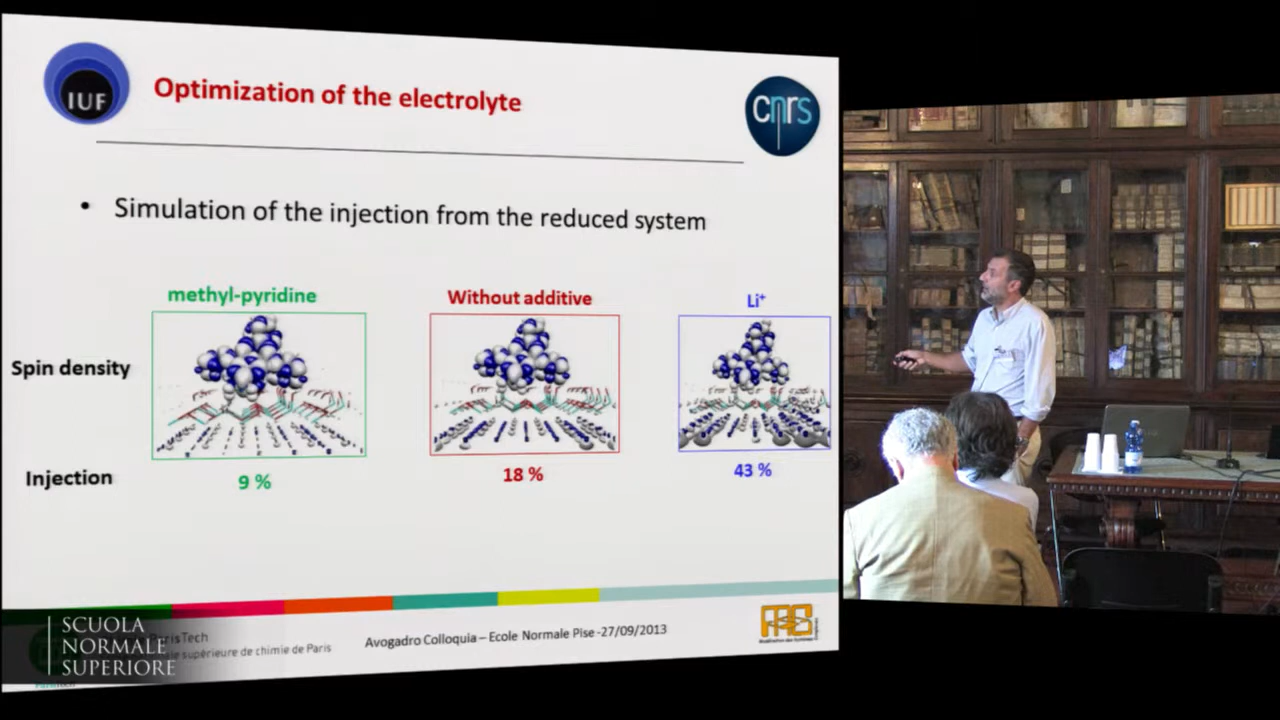 IUF
Optimization of the electrolyte
cnrs
• Simulation of the injection from the reduced system
methyl-pyridine
Without additive
Li⁺
Spin density
Injection
9 %
18 %
43 %
SCUOLA
NORMALE
SUPERIORE
ParisTech
supérieure de chimie de Paris
Avogadro Colloquia – Ecole Normale Pise -27/09/2013